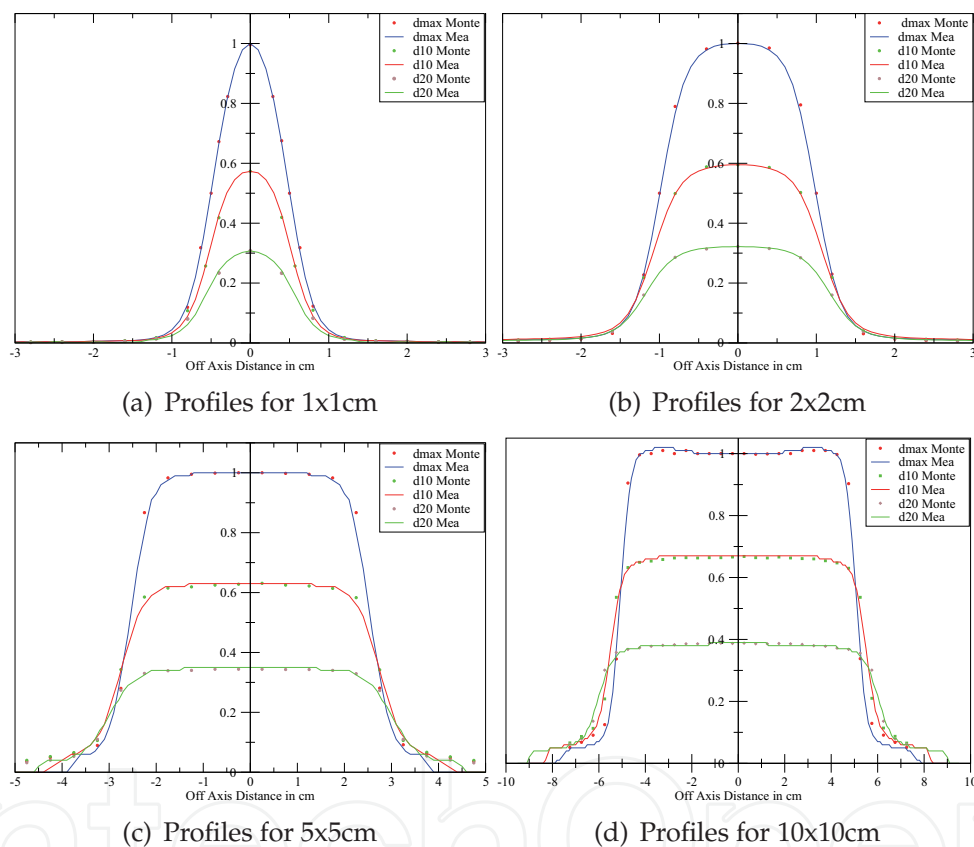 dmax Monte
dmax Mea
d10 Monte
d10 Mea
d20 Monte
d20 Mea
1
0.8
0.6
0.4
0.2
0
-3 -2 -1 0 1 2 3
Off Axis Distance in cm
(a) Profiles for 1x1cm
dmax Monte
dmax Mea
d10 Monte
d10 Mea
d20 Monte
d20 Mea
1
0.8
0.6
0.4
0.2
0
-3 -2 -1 0 1 2 3
Off Axis Distance in cm
(b) Profiles for 2x2cm
dmax Monte
dmax Mea
d10 Monte
d10 Mea
d20 Monte
d20 Mea
1
0.8
0.6
0.4
0.2
0
-5 -4 -3 -2 -1 0 1 2 3 4 5
Off Axis Distance in cm
(c) Profiles for 5x5cm
dmax Monte
dmax Mea
d10 Monte
d10 Mea
d20 Monte
d20 Mea
1
0.8
0.6
0.4
0.2
0
-10 -8 -6 -4 -2 0 2 4 6 8 10
Off Axis Distance in cm
(d) Profiles for 10x10cm